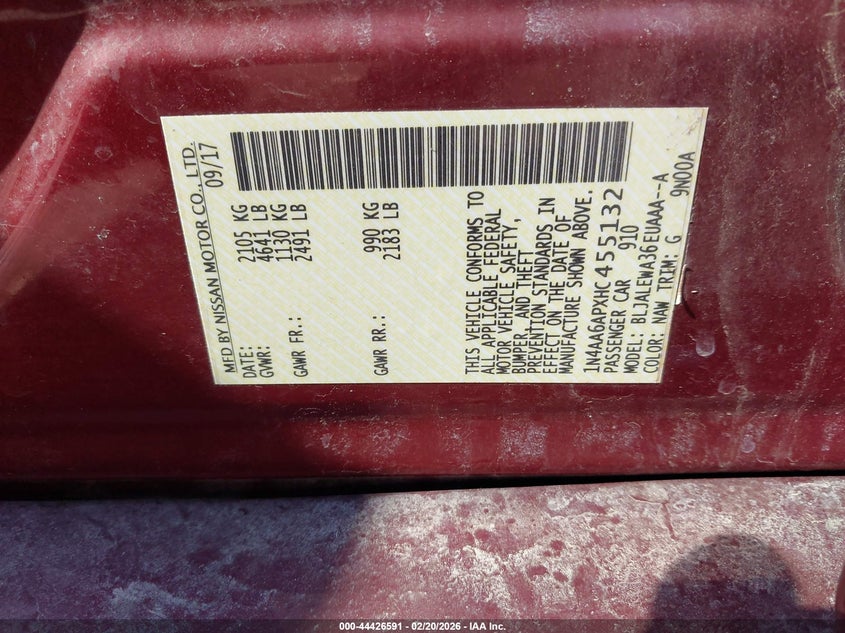 MFD BY NISSAN MOTOR CO., LTD.
DATE: 09/17
GVWR: 2105 KG
4641 LB
GAWR FR.: 1130 KG
2491 LB
GAWR RR.: 990 KG
2183 LB
THIS VEHICLE CONFORMS TO
ALL APPLICABLE FEDERAL
MOTOR VEHICLE SAFETY,
BUMPER, AND THEFT
PREVENTION STANDARDS IN
EFFECT ON THE DATE OF
MANUFACTURE SHOWN ABOVE.
1N4AA6APXHC455132
PASSENGER CAR 910
MODEL: BLJALEWA36EUAAA--A
COLOR: NAW TRIM: G 9N00A
000-44426591 - 02/20/2026 - IAA Inc.